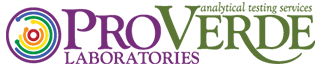 analytical testing services
PROVERDE
LABORATORIES